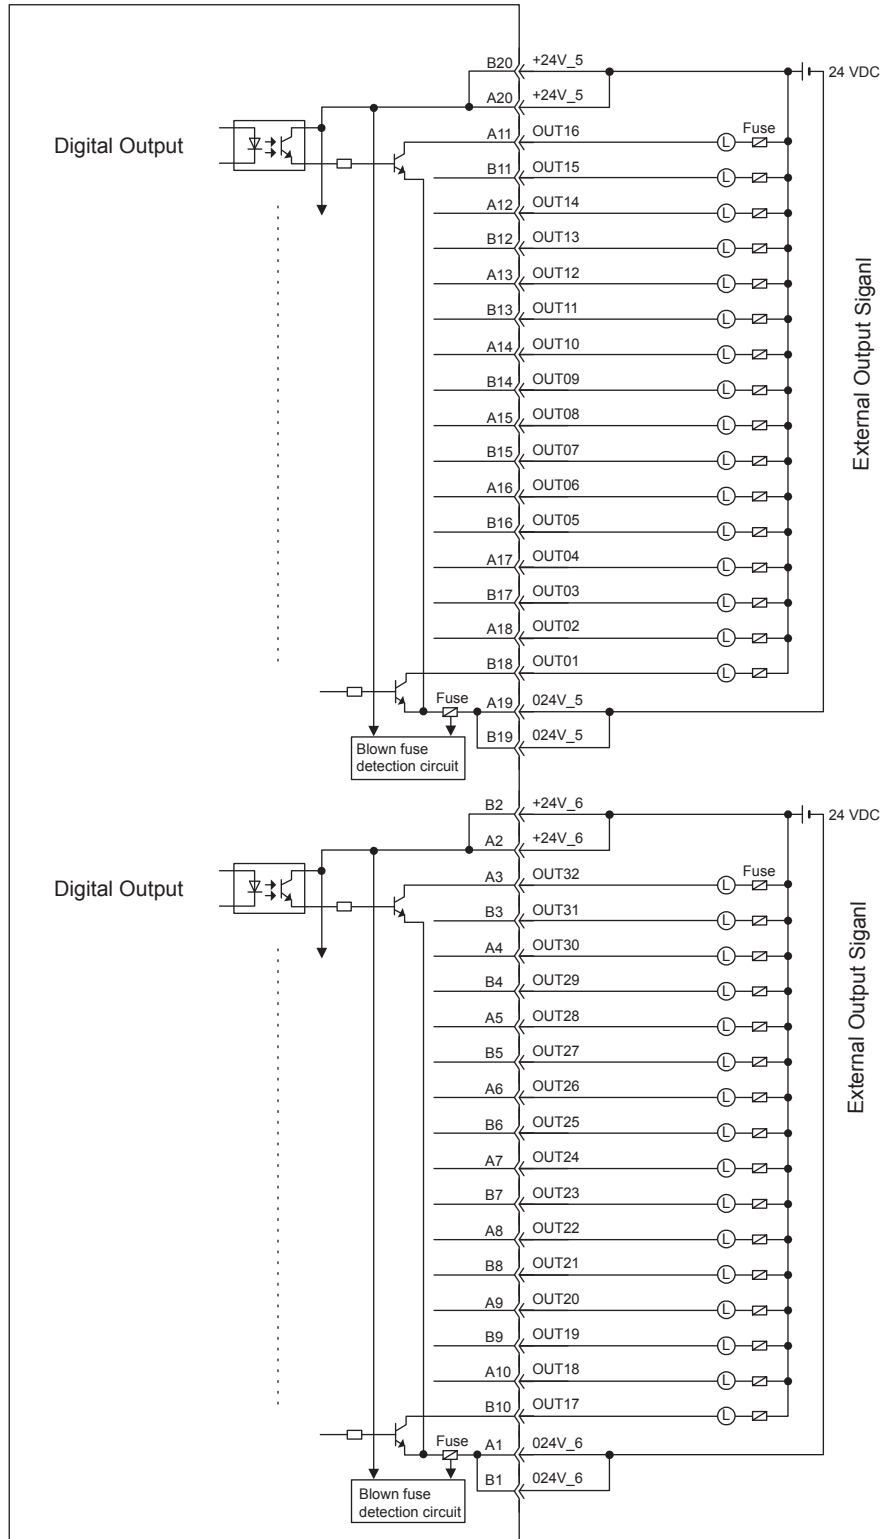 B20 +24V_5
24 VDC
A20 +24V_5
Digital Output
A11 OUT16 L Fuse
B11 OUT15 L
A12 OUT14 L
B12 OUT13 L
A13 OUT12 L
B13 OUT11 L
A14 OUT10 L
B14 OUT09 L
A15 OUT08 L
B15 OUT07 L
A16 OUT06 L
B16 OUT05 L
A17 OUT04 L
B17 OUT03 L
A18 OUT02 L
B18 OUT01 L
External Output Siganl
Fuse
A19 024V_5
B19 024V_5
Blown fuse
detection circuit
B2 +24V_6
24 VDC
A2 +24V_6
Digital Output
A3 OUT32 L Fuse
B3 OUT31 L
A4 OUT30 L
B4 OUT29 L
A5 OUT28 L
B5 OUT27 L
A6 OUT26 L
B6 OUT25 L
A7 OUT24 L
B7 OUT23 L
A8 OUT22 L
B8 OUT21 L
A9 OUT20 L
B9 OUT19 L
A10 OUT18 L
B10 OUT17 L
External Output Siganl
Fuse
A1 024V_6
B1 024V_6
Blown fuse
detection circuit